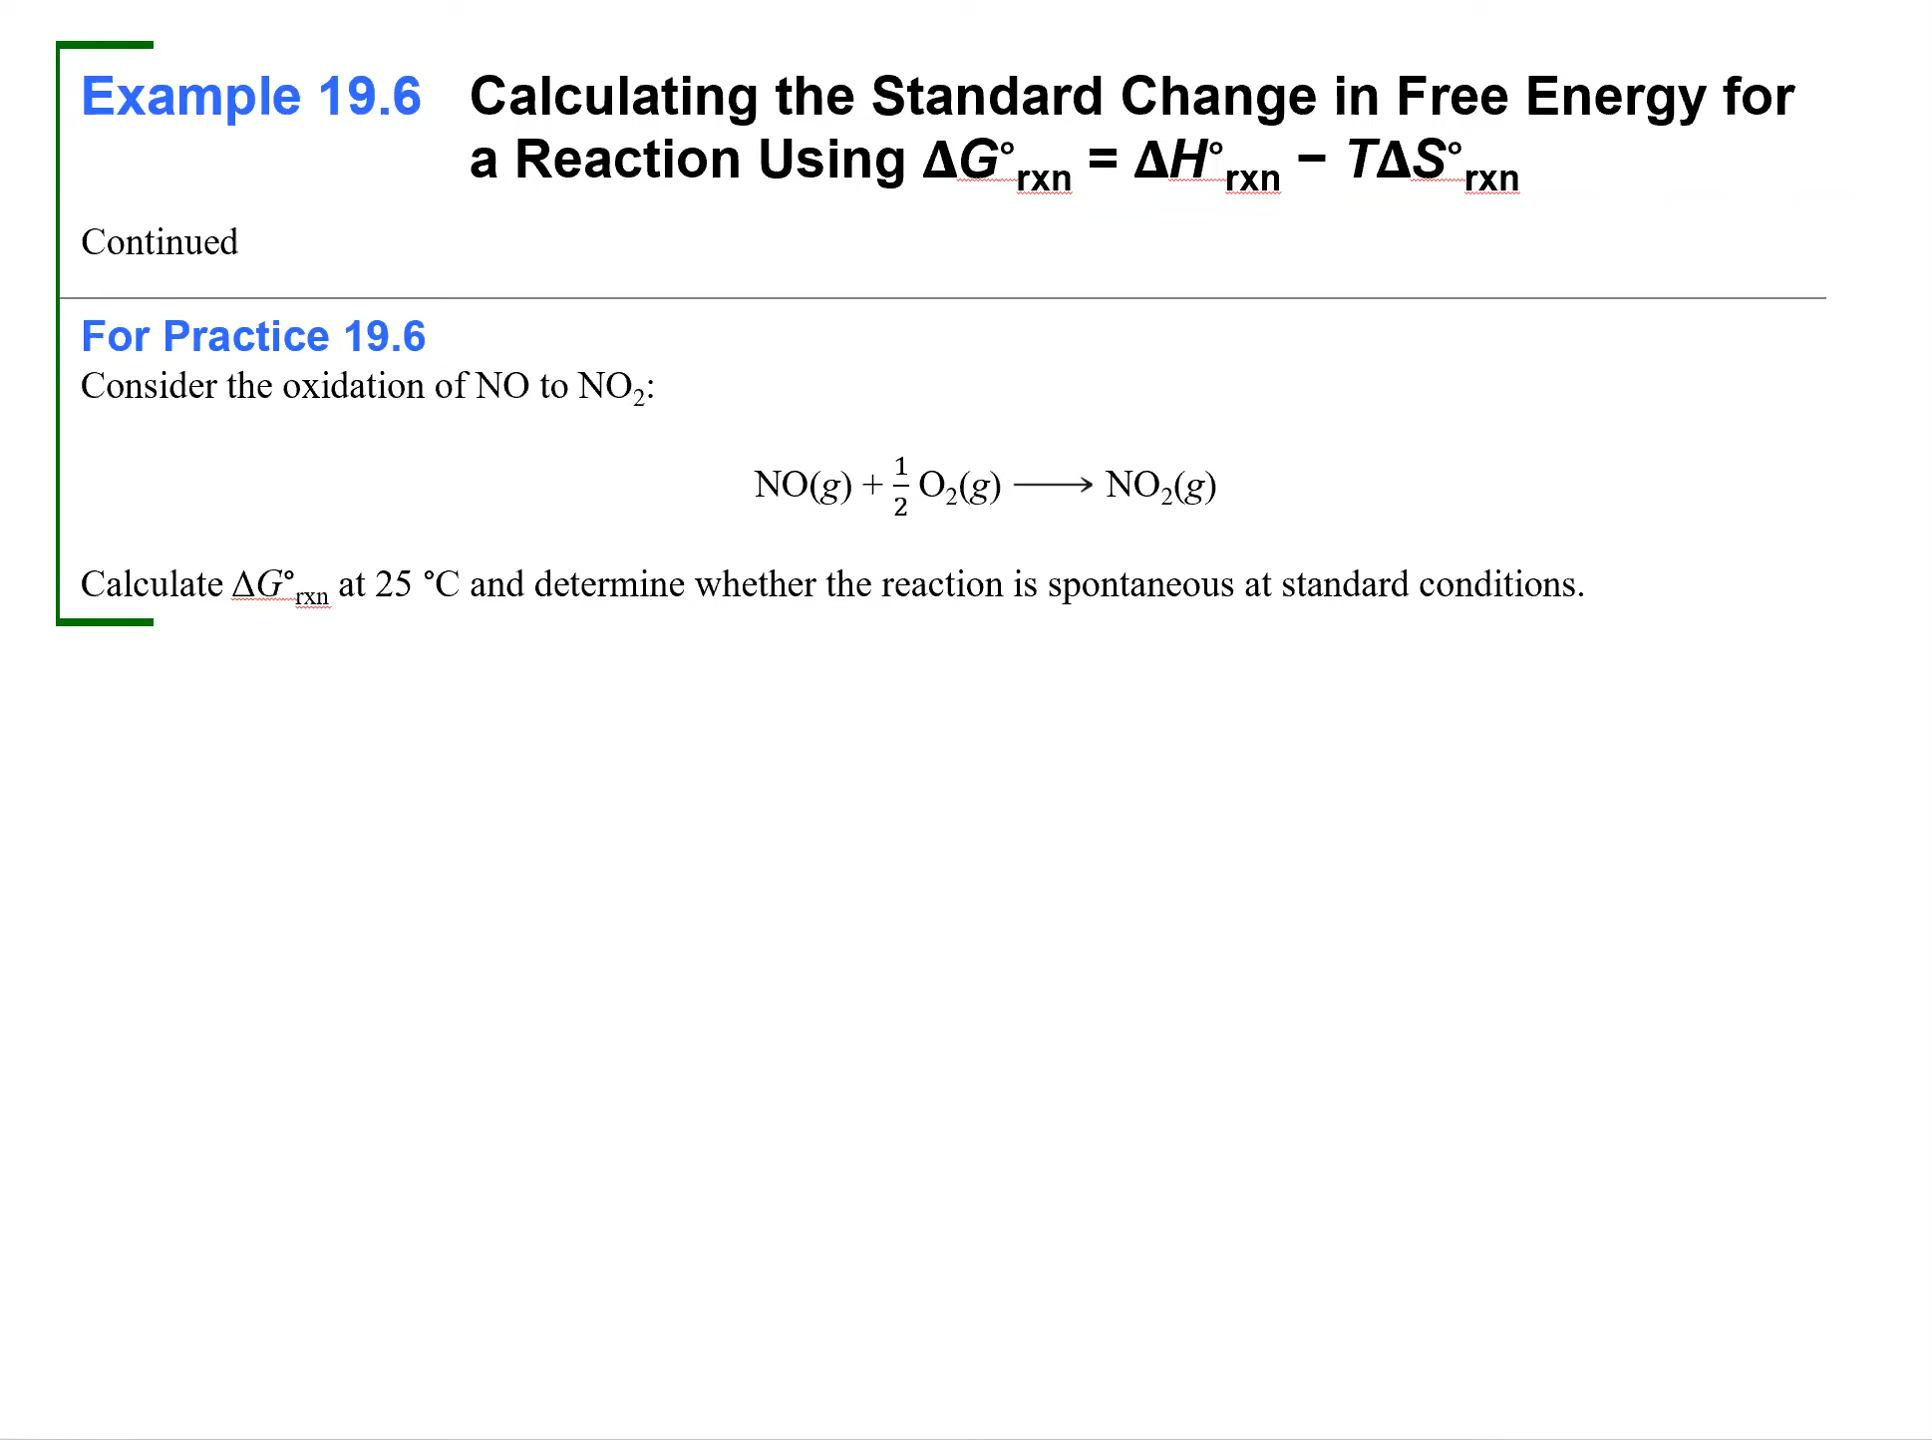 Example 19.6 Calculating the Standard Change in Free Energy for
a Reaction Using ΔG°rxn = ΔH°rxn − TΔS°rxn
Continued
For Practice 19.6
Consider the oxidation of NO to NO₂:
NO(g) + 1/2 O₂(g) ⟶ NO₂(g)
Calculate ΔG°rxn at 25 °C and determine whether the reaction is spontaneous at standard conditions.